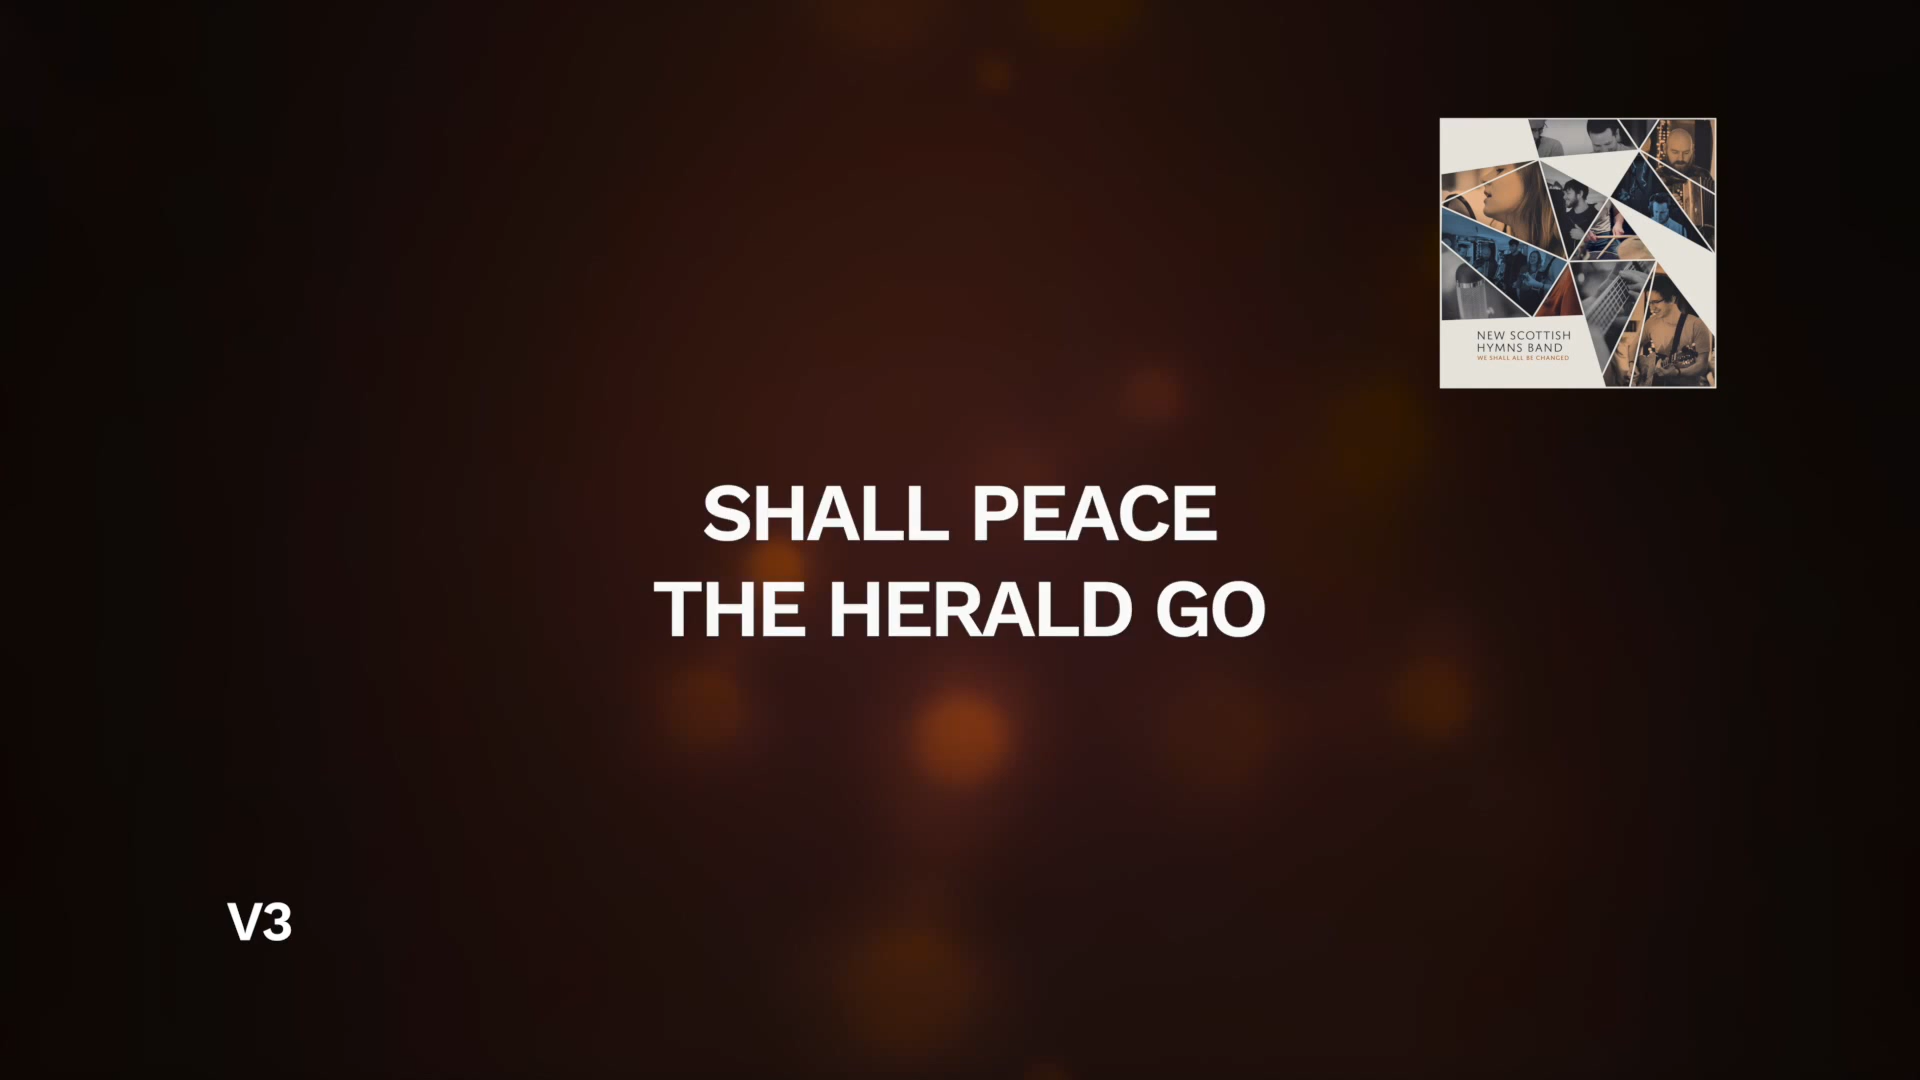 NEW SCOTTISH
HYMNS BAND
WE SHALL ALL BE CHANGED
SHALL PEACE
THE HERALD GO
V3